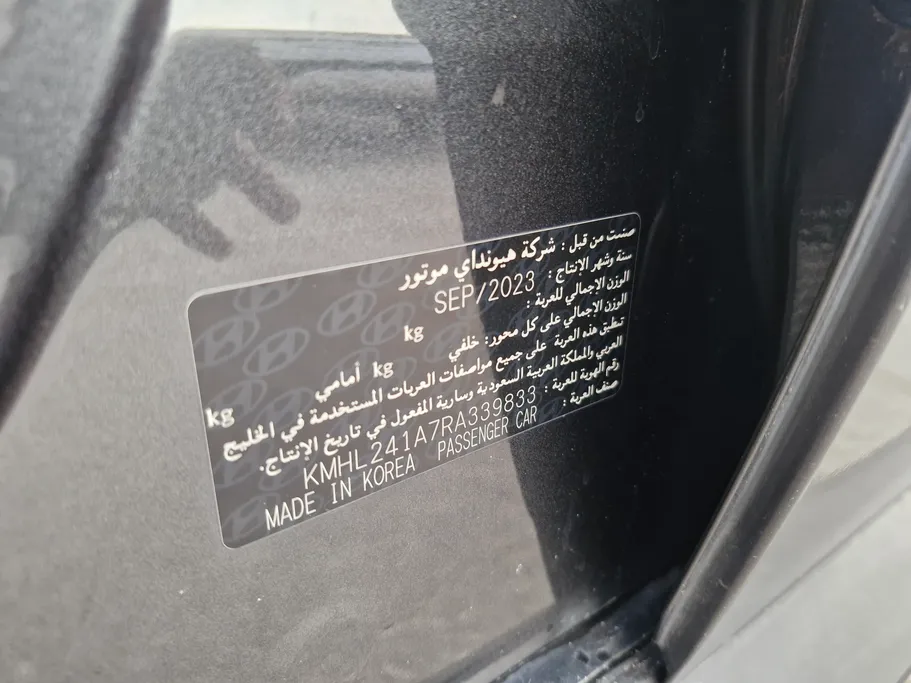 صنعت من قبل : شركة هيونداي موتور
سنة وشهر الإنتاج : SEP/2023
الوزن الإجمالي للعربة : kg
الوزن الإجمالي على كل محور: خلفي kg أمامي kg
تنطبق هذه العربة على جميع مواصفات العربات المستخدمة في الخليج
العربي والمملكة العربية السعودية وسارية المفعول في تاريخ الإنتاج.
رقم الهوية للعربة : KMHL241A7RA339833
صنف العربة : PASSENGER CAR MADE IN KOREA